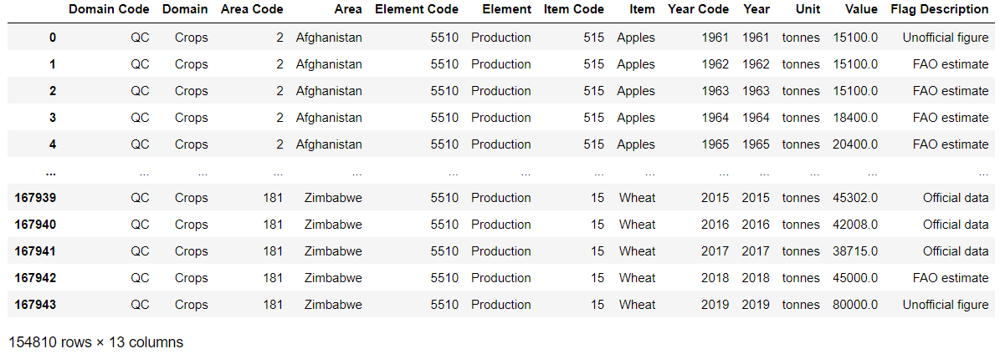 Domain Code Domain Area Code Area Element Code Element Item Code Item Year Code Year Unit Value Flag Description
0 QC Crops 2 Afghanistan 5510 Production 515 Apples 1961 1961 tonnes 15100.0 Unofficial figure
1 QC Crops 2 Afghanistan 5510 Production 515 Apples 1962 1962 tonnes 15100.0 FAO estimate
2 QC Crops 2 Afghanistan 5510 Production 515 Apples 1963 1963 tonnes 15100.0 FAO estimate
3 QC Crops 2 Afghanistan 5510 Production 515 Apples 1964 1964 tonnes 18400.0 FAO estimate
4 QC Crops 2 Afghanistan 5510 Production 515 Apples 1965 1965 tonnes 20400.0 FAO estimate
... ... ... ... ... ... ... ... ... ... ... ... ... ...
167939 QC Crops 181 Zimbabwe 5510 Production 15 Wheat 2015 2015 tonnes 45302.0 Official data
167940 QC Crops 181 Zimbabwe 5510 Production 15 Wheat 2016 2016 tonnes 42008.0 Official data
167941 QC Crops 181 Zimbabwe 5510 Production 15 Wheat 2017 2017 tonnes 38715.0 Official data
167942 QC Crops 181 Zimbabwe 5510 Production 15 Wheat 2018 2018 tonnes 45000.0 FAO estimate
167943 QC Crops 181 Zimbabwe 5510 Production 15 Wheat 2019 2019 tonnes 80000.0 Unofficial figure
154810 rows × 13 columns